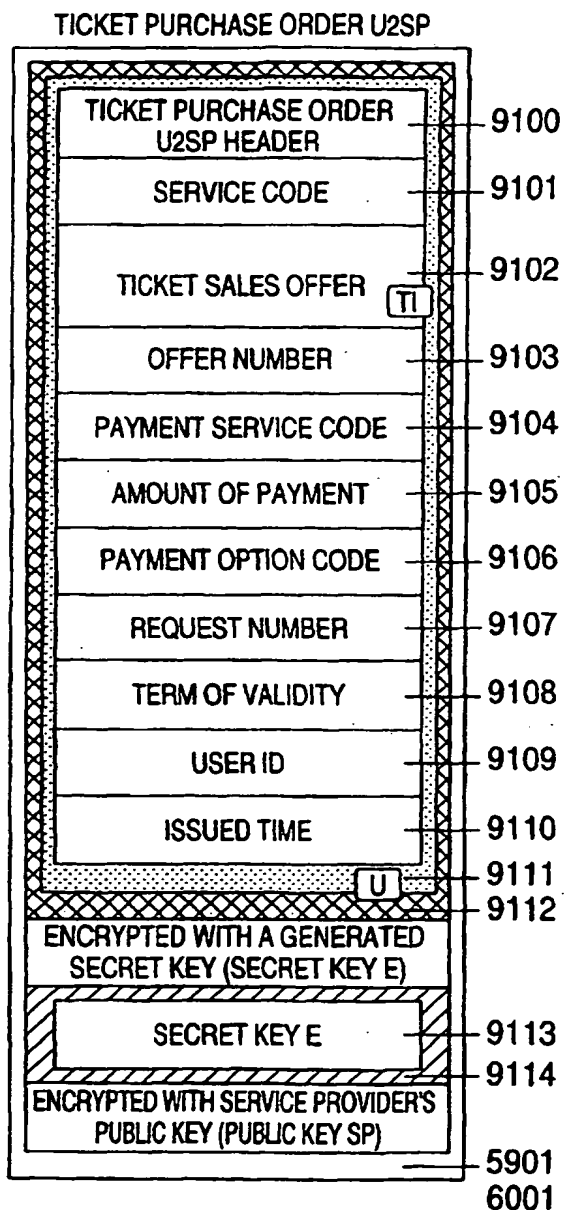 TICKET PURCHASE ORDER U2SP
TICKET PURCHASE ORDER
U2SP HEADER
9100
SERVICE CODE
9101
TICKET SALES OFFER
9102
TI
OFFER NUMBER
9103
PAYMENT SERVICE CODE
9104
AMOUNT OF PAYMENT
9105
PAYMENT OPTION CODE
9106
REQUEST NUMBER
9107
TERM OF VALIDITY
9108
USER ID
9109
ISSUED TIME
9110
U
9111
9112
ENCRYPTED WITH A GENERATED
SECRET KEY (SECRET KEY E)
SECRET KEY E
9113
9114
ENCRYPTED WITH SERVICE PROVIDER'S
PUBLIC KEY (PUBLIC KEY SP)
5901
6001